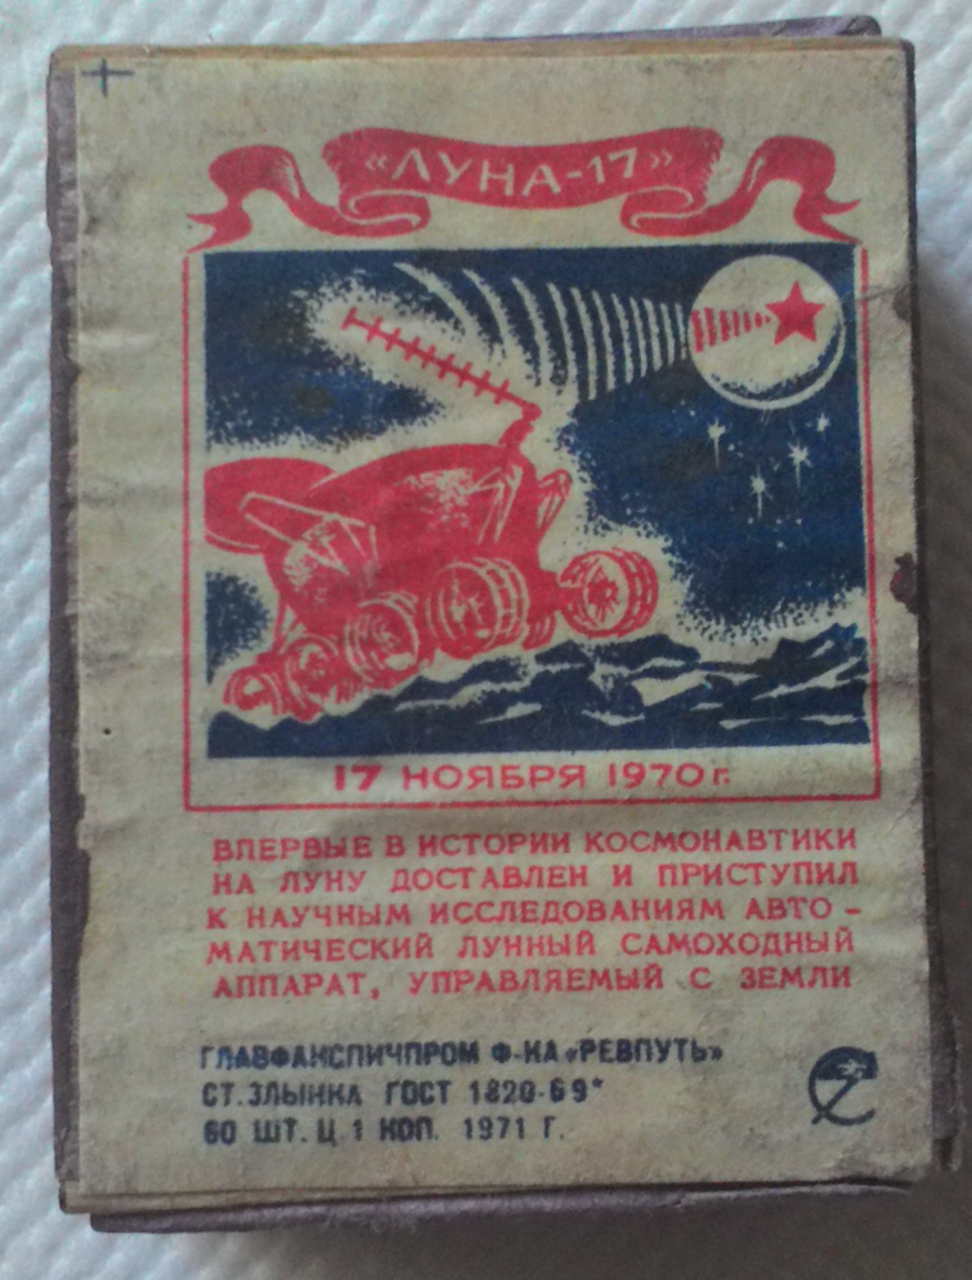 «ЛУНА-17»
17 НОЯБРЯ 1970 г.
ВПЕРВЫЕ В ИСТОРИИ КОСМОНАВТИКИ
НА ЛУНУ ДОСТАВЛЕН И ПРИСТУПИЛ
К НАУЧНЫМ ИССЛЕДОВАНИЯМ АВТО-
МАТИЧЕСКИЙ ЛУННЫЙ САМОХОДНЫЙ
АППАРАТ, УПРАВЛЯЕМЫЙ С ЗЕМЛИ
ГЛАВФАНСПИЧПРОМ Ф-КА «РЕВПУТЬ»
СТ. ЗЛЫНКА ГОСТ 1820-69*
60 ШТ. Ц 1 КОП. 1971 Г.